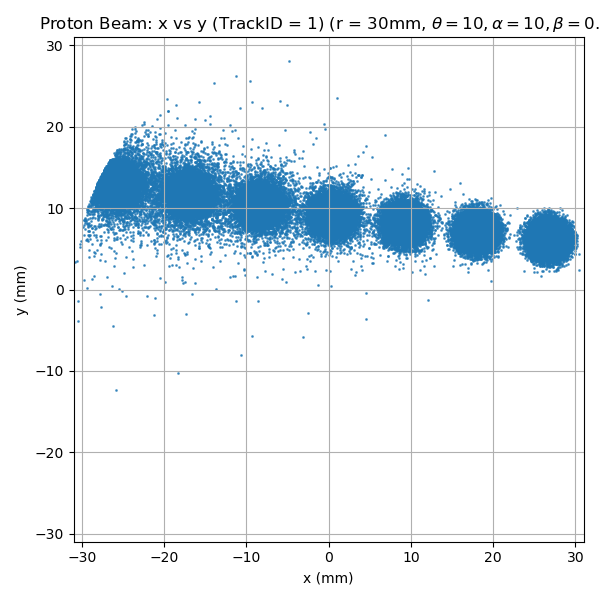 Proton Beam: x vs y (TrackID = 1) (r = 30mm, θ = 10, α = 10, β = 0.
30
20
10
0
−10
−20
−30
y (mm)
−30 −20 −10 0 10 20 30
x (mm)